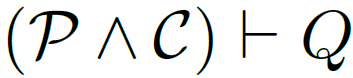 (𝒫 ∧ 𝒞) ⊢ Q